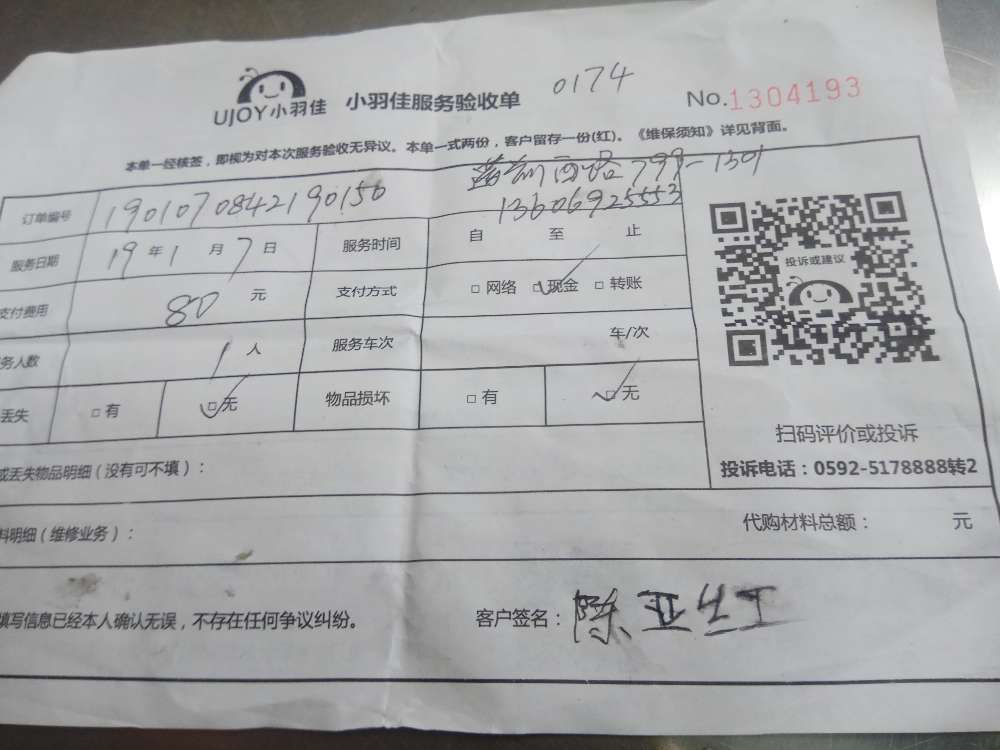 UJOY小羽佳 小羽佳服务验收单 0174 No.1304193
本单一经核签，即视为对本次服务验收无异议。本单一式两份，客户留存一份(红)。《维保须知》详见背面。
799-1301
13606925553
订单编号 1901070842190150
服务日期 19年1月7日 服务时间 自 至 止
支付费用 80 元 支付方式 □网络 □现金 □转账
务人数 1人 服务车次 车/次
丢失 □有 □无 物品损坏 □有 □无
投诉或建议
扫码评价或投诉
投诉电话：0592-5178888转2
或丢失物品明细（没有可不填）：
料明细（维修业务）： 代购材料总额： 元
填写信息已经本人确认无误，不存在任何争议纠纷。 客户签名：陈亚红